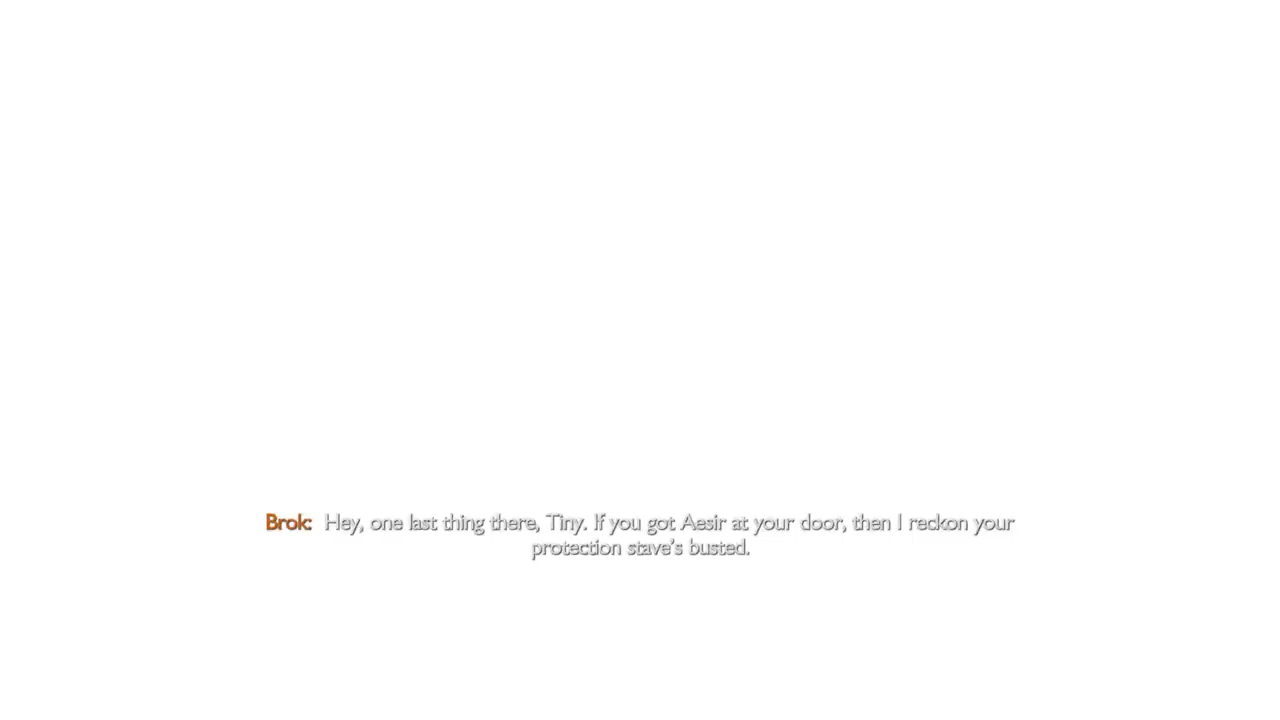 Brok: Hey, one last thing there, Tiny. If you got Aesir at your door, then I reckon your
protection stave's busted.